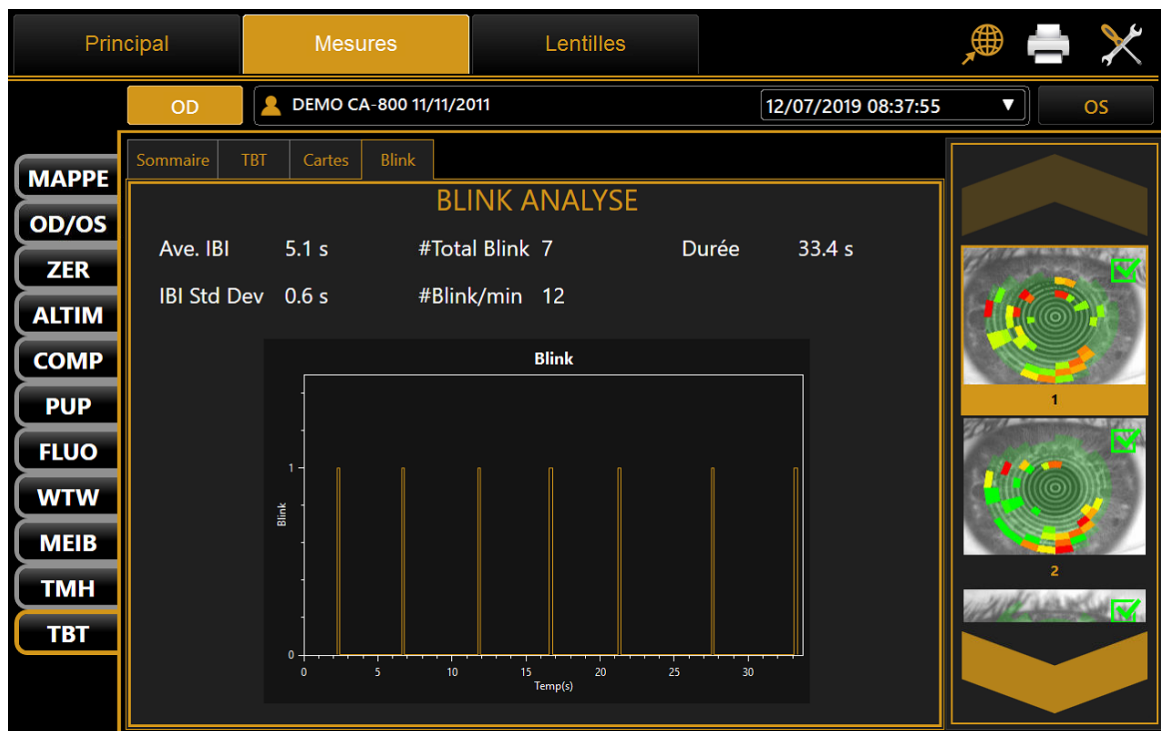 Principal Mesures Lentilles
OD DEMO CA-800 11/11/2011 12/07/2019 08:37:55 ▼ OS
Sommaire TBT Cartes Blink
MAPPE
OD/OS
ZER
ALTIM
COMP
PUP
FLUO
WTW
MEIB
TMH
TBT
BLINK ANALYSE
Ave. IBI 5.1 s #Total Blink 7 Durée 33.4 s
IBI Std Dev 0.6 s #Blink/min 12
Blink
1
Blink
0
0 5 10 15 20 25 30
Temp(s)
1
2